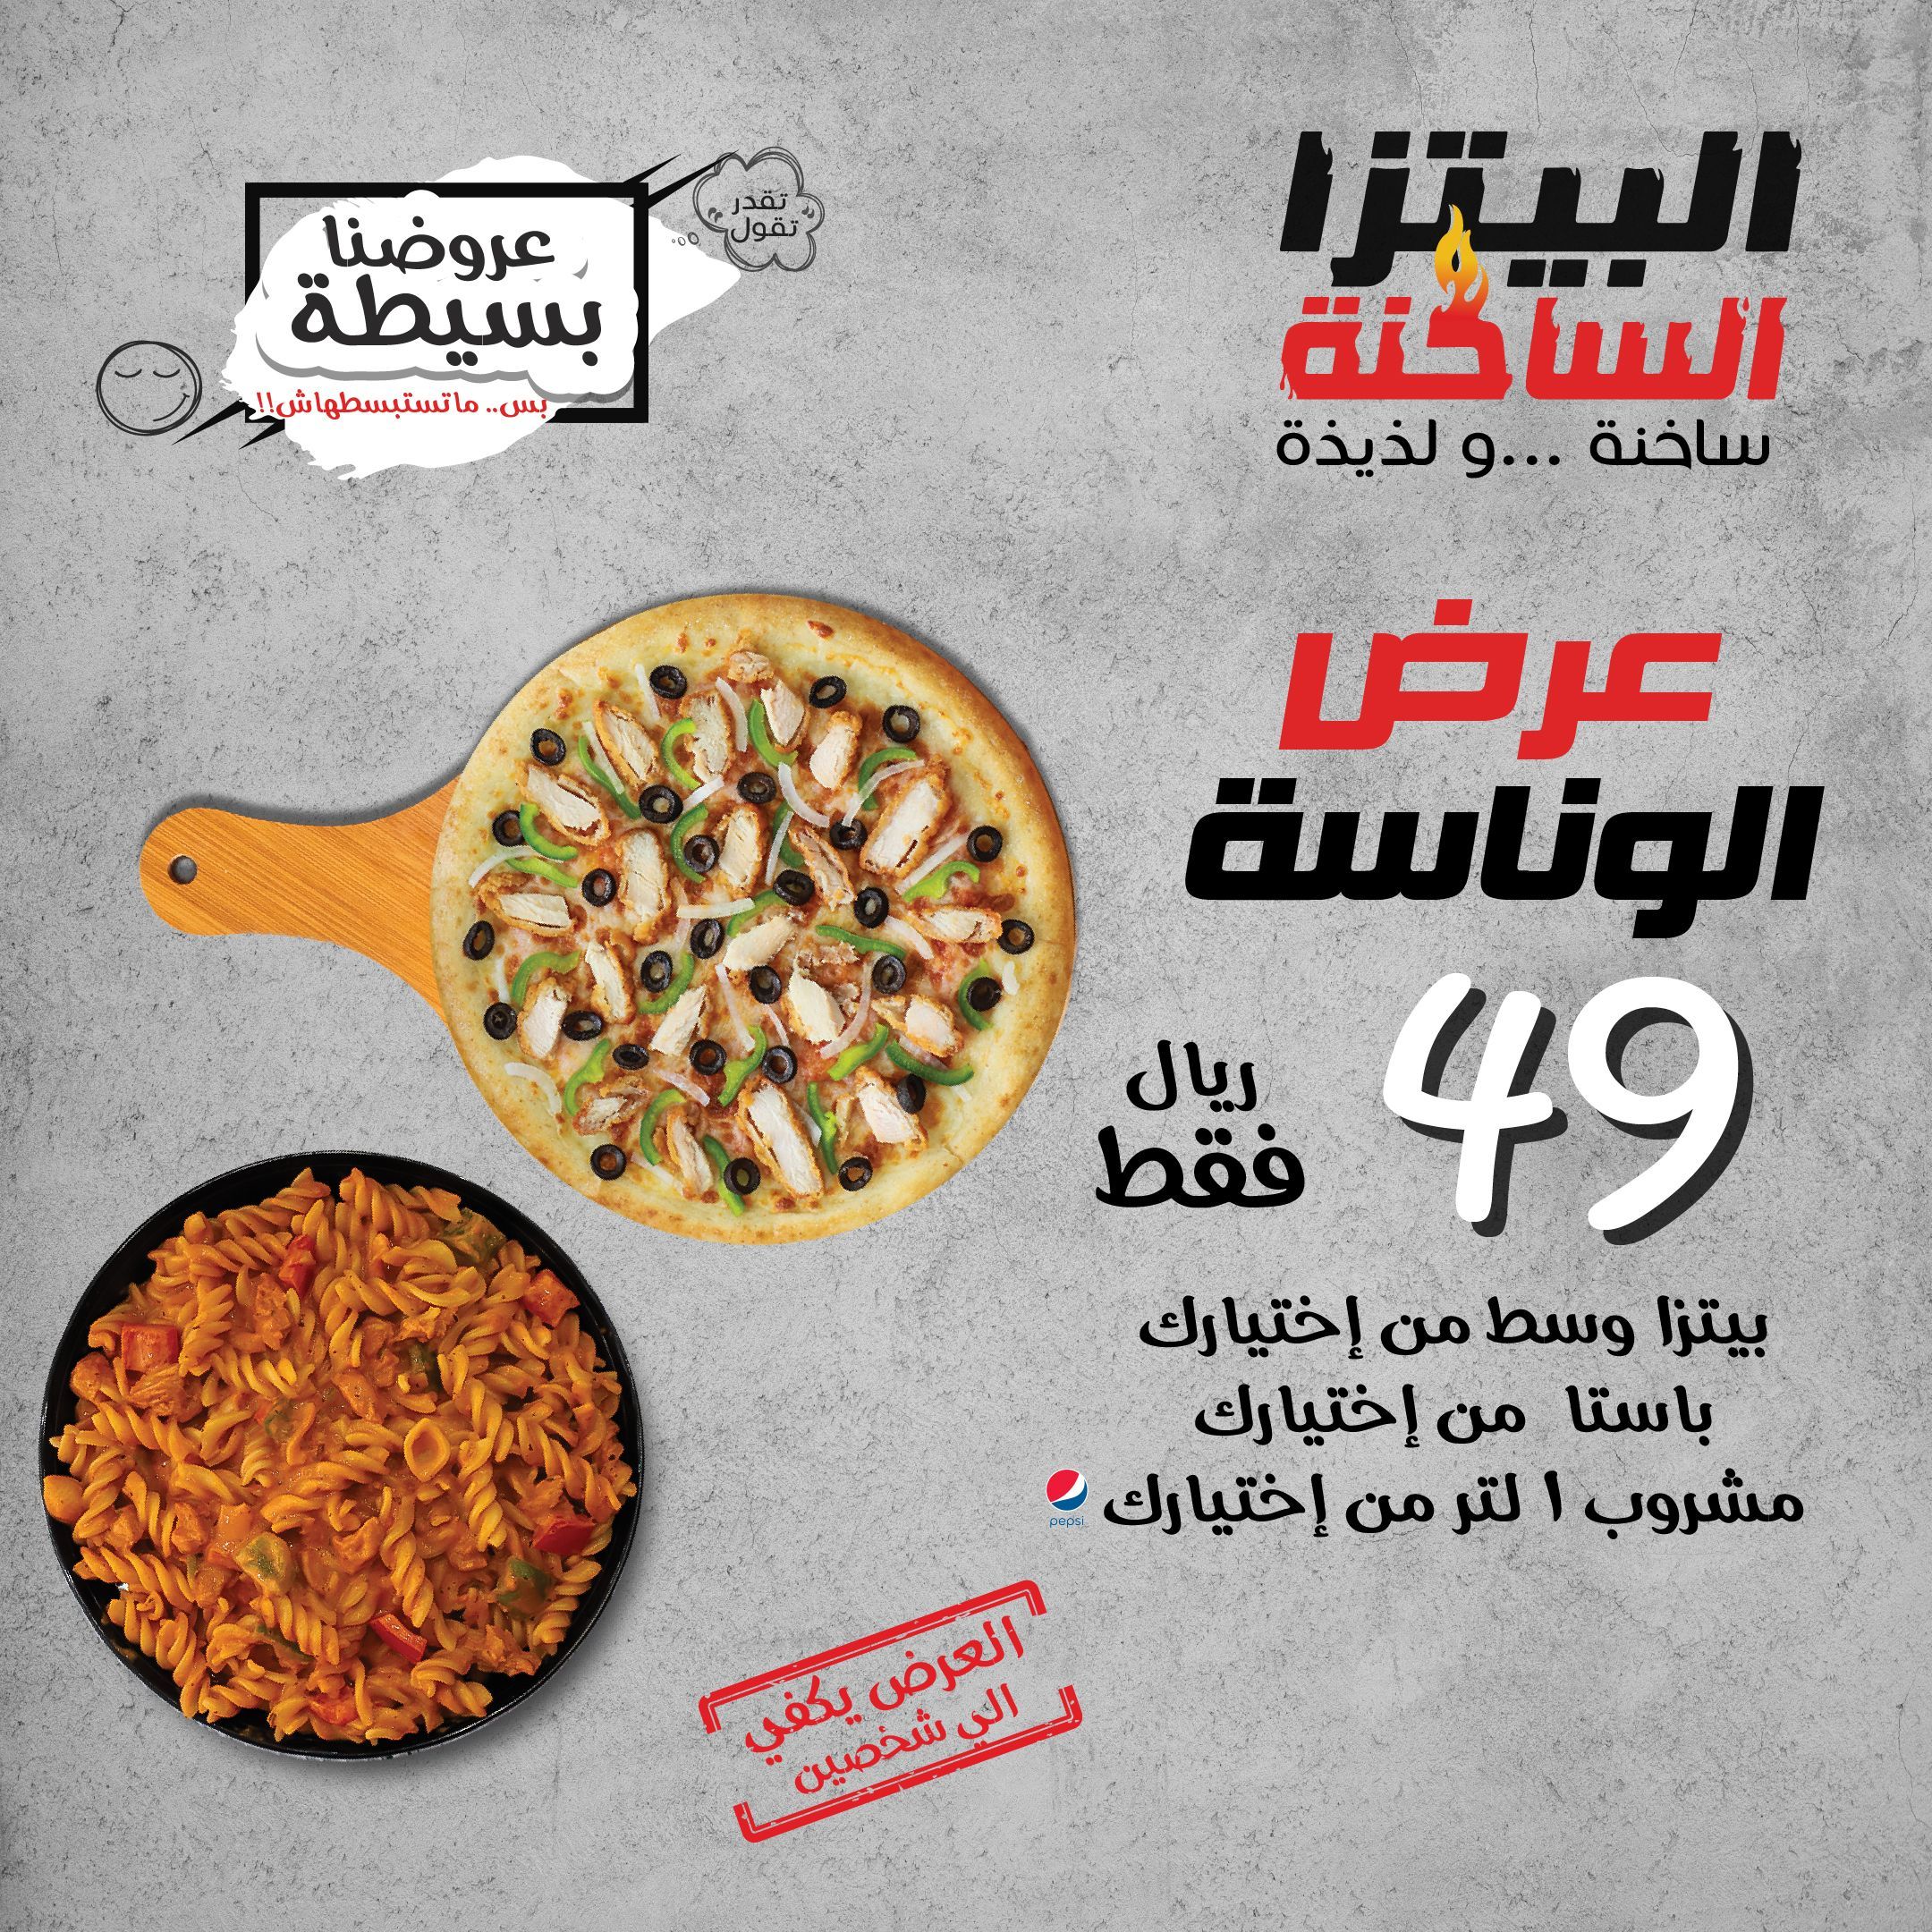 البيتزا
الساخنة
ساخنة ...و لذيذة
تقدر
تقول
عروضنا
بسيطة
بس.. ماتستبسطهاش!!
عرض
الوناسة
49
ريال
فقط
بيتزا وسط من إختيارك
باستا من إختيارك
مشروب 1 لتر من إختيارك
pepsi
العرض يكفي
الي شخصين